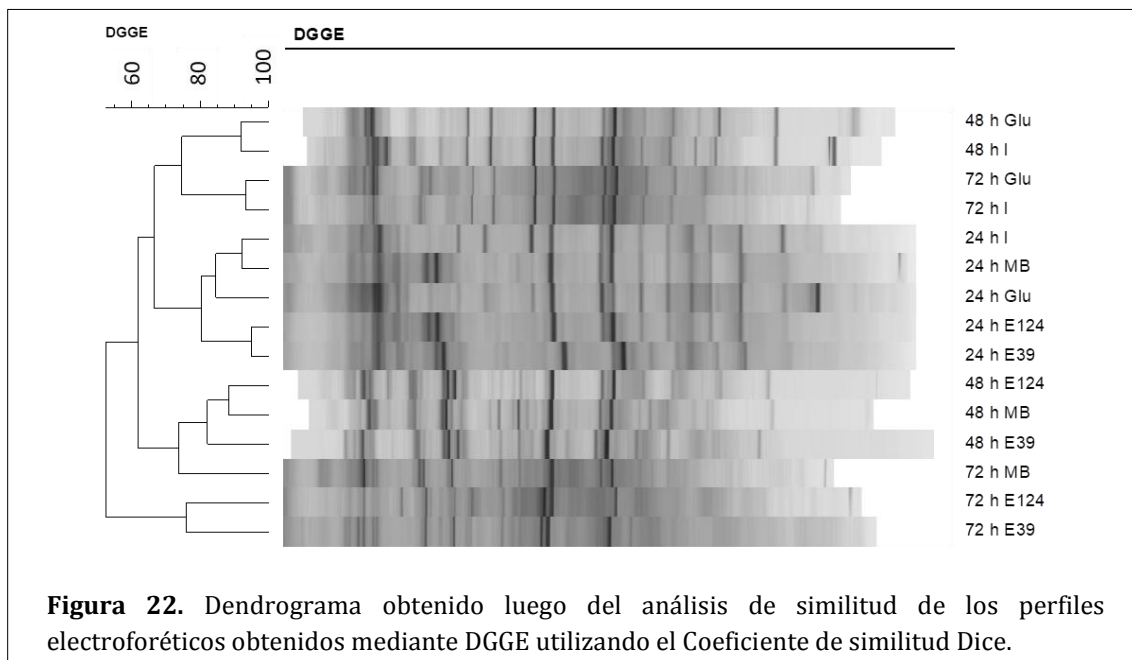 DGGE
DGGE
60
80
100
48 h Glu
48 h I
72 h Glu
72 h I
24 h I
24 h MB
24 h Glu
24 h E124
24 h E39
48 h E124
48 h MB
48 h E39
72 h MB
72 h E124
72 h E39
Figura 22. Dendrograma obtenido luego del análisis de similitud de los perfiles
electroforéticos obtenidos mediante DGGE utilizando el Coeficiente de similitud Dice.